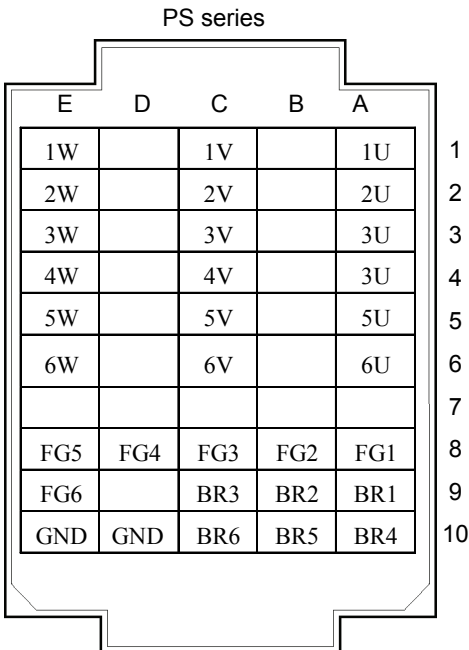 PS series
E D C B A
1W 1V 1U 1
2W 2V 2U 2
3W 3V 3U 3
4W 4V 3U 4
5W 5V 5U 5
6W 6V 6U 6
7
FG5 FG4 FG3 FG2 FG1 8
FG6 BR3 BR2 BR1 9
GND GND BR6 BR5 BR4 10